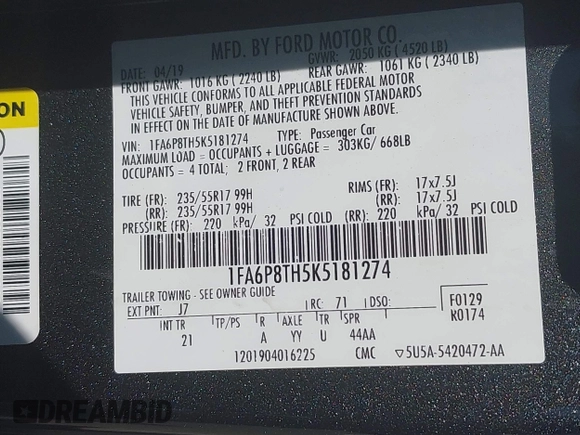 MFD. BY FORD MOTOR CO.
DATE: 04/19 GVWR: 2050 KG ( 4520 LB)
FRONT GAWR: 1016 KG ( 2240 LB) REAR GAWR: 1061 KG ( 2340 LB)
THIS VEHICLE CONFORMS TO ALL APPLICABLE FEDERAL MOTOR
VEHICLE SAFETY, BUMPER, AND THEFT PREVENTION STANDARDS
IN EFFECT ON THE DATE OF MANUFACTURE SHOWN ABOVE.
VIN: 1FA6P8TH5K5181274 TYPE: Passenger Car
MAXIMUM LOAD = OCCUPANTS + LUGGAGE = 303KG/ 668LB
OCCUPANTS = 4 TOTAL; 2 FRONT, 2 REAR
TIRE (FR): 235/55R17 99H RIMS (FR): 17x7.5J
(RR): 235/55R17 99H (RR): 17x7.5J
PRESSURE (FR): 220 kPa/ 32 PSI COLD (RR): 220 kPa/ 32 PSI COLD
1FA6P8TH5K5181274
TRAILER TOWING - SEE OWNER GUIDE
EXT PNT: J7 RC: 71 DSO: F0129
INT TR TP/PS R AXLE TR SPR R0174
21 A YY U 44AA
1201904016225 CMC 5U5A-5420472-AA
ON
DREAMBID